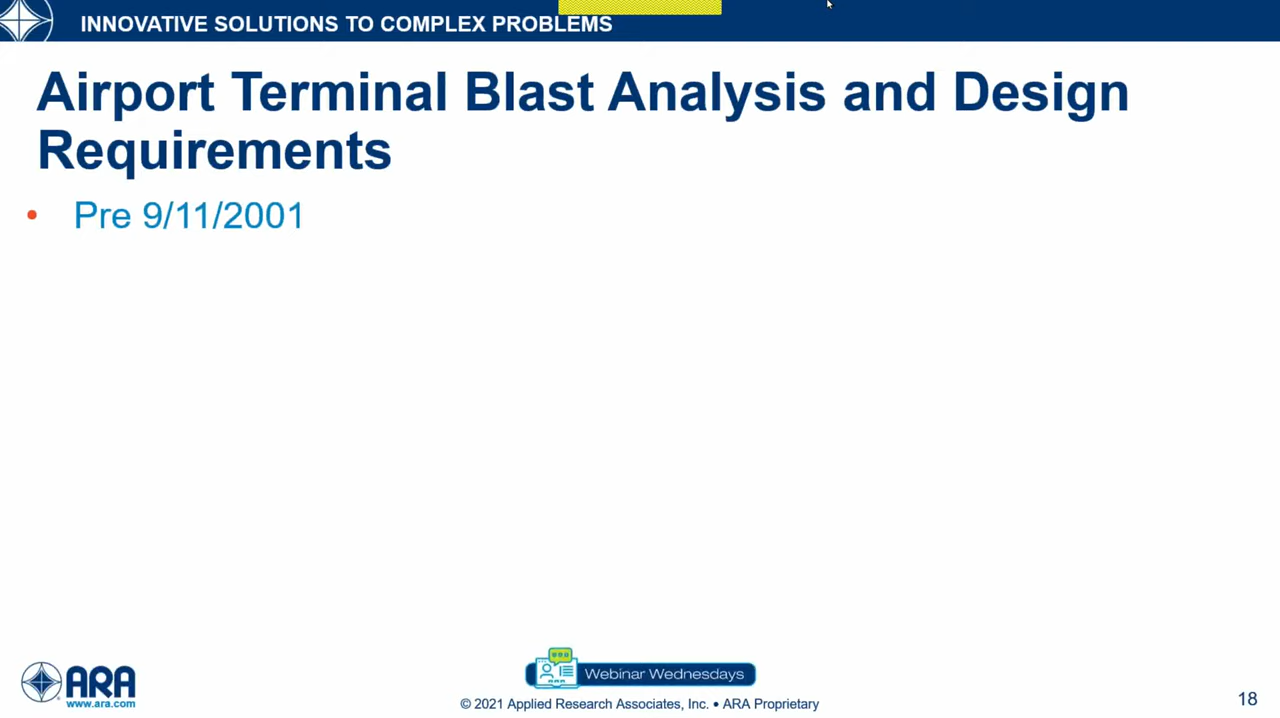 INNOVATIVE SOLUTIONS TO COMPLEX PROBLEMS
Airport Terminal Blast Analysis and Design
Requirements
• Pre 9/11/2001
ARA
www.ara.com
Webinar Wednesdays
© 2021 Applied Research Associates, Inc. • ARA Proprietary
18